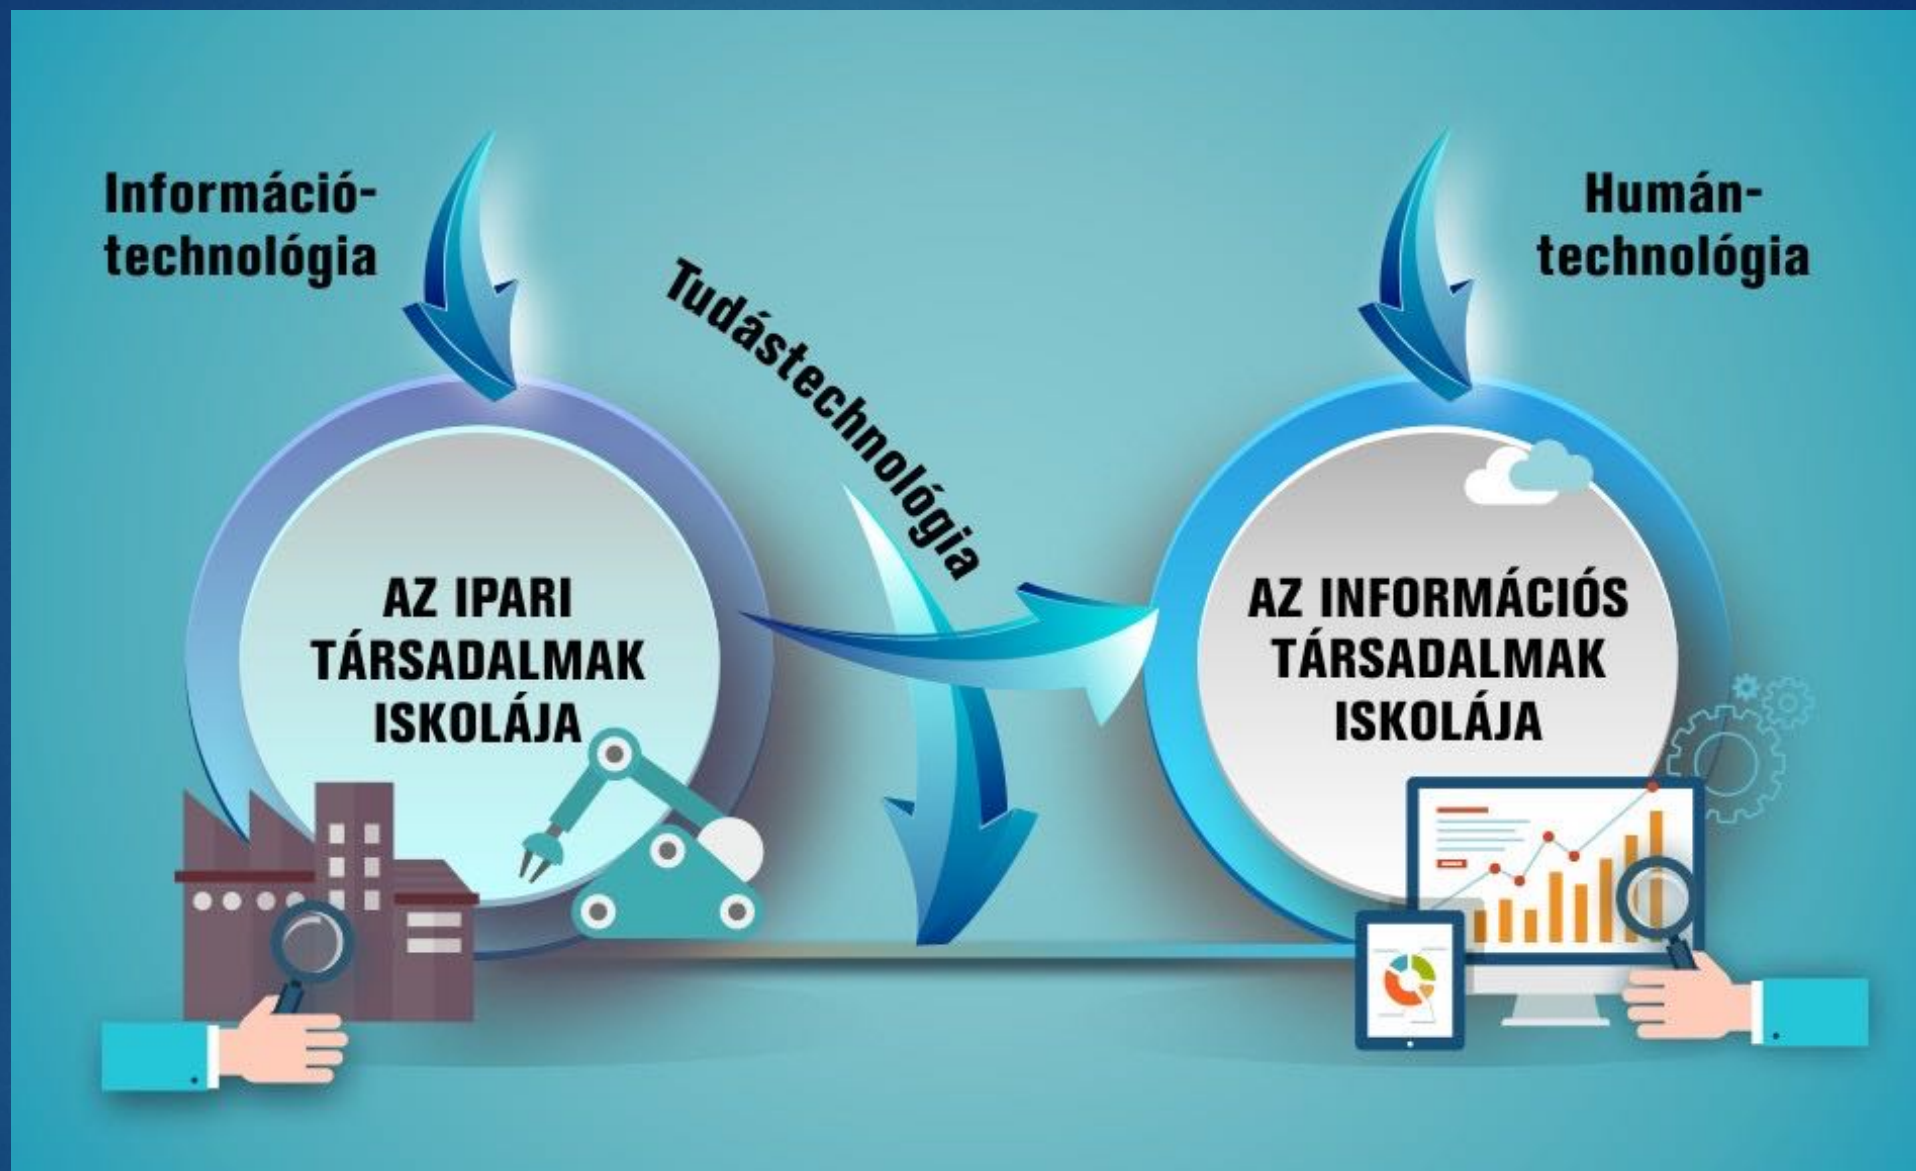 Információ-
technológia
Tudástechnológia
Humán-
technológia
AZ IPARI
TÁRSADALMAK
ISKOLÁJA
AZ INFORMÁCIÓS
TÁRSADALMAK
ISKOLÁJA